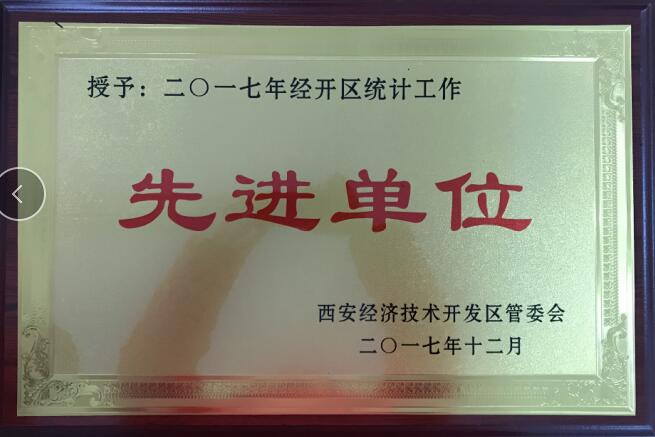 授予：二〇一七年经开区统计工作
先进单位
西安经济技术开发区管委会
二〇一七年十二月